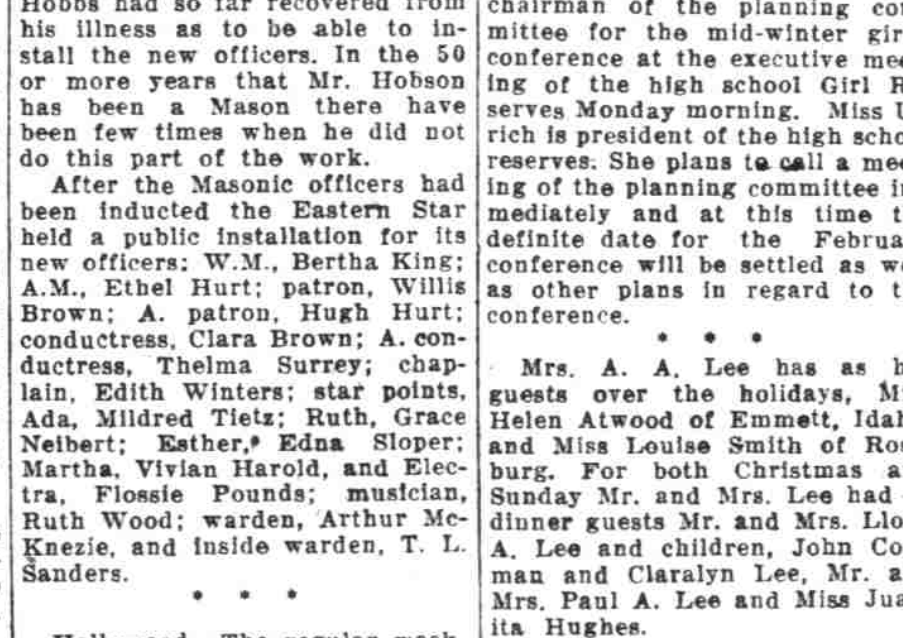 Hobbs had so far recovered from
his illness as to be able to in-
stall the new officers. In the 50
or more years that Mr. Hobson
has been a Mason there have
been few times when he did not
do this part of the work.
After the Masonic officers had
been inducted the Eastern Star
held a public installation for its
new officers: W.M., Bertha King;
A.M., Ethel Hurt; patron, Willis
Brown; A. patron, Hugh Hurt;
conductress, Clara Brown; A. con-
ductress, Thelma Surrey; chap-
lain, Edith Winters; star points,
Ada, Mildred Tietz; Ruth, Grace
Neibert; Esther, Edna Sloper;
Martha, Vivian Harold, and Elec-
tra, Flossie Pounds; musician,
Ruth Wood; warden, Arthur Mc-
Knezie, and inside warden, T. L.
Sanders.
* * *
The regular
chairman of the planning com
mittee for the mid-winter gir
conference at the executive mee
ing of the high school Girl R
serves Monday morning. Miss U
rich is president of the high scho
reserves. She plans to call a mee
ing of the planning committee im
mediately and at this time t
definite date for the Februa
conference will be settled as we
as other plans in regard to t
conference.
* * *
Mrs. A. A. Lee has as h
guests over the holidays, M
Helen Atwood of Emmett, Idah
and Miss Louise Smith of Ros
burg. For both Christmas a
Sunday Mr. and Mrs. Lee had
dinner guests Mr. and Mrs. Llo
A. Lee and children, John Co
man and Claralyn Lee, Mr. a
Mrs. Paul A. Lee and Miss Jua
ita Hughes.